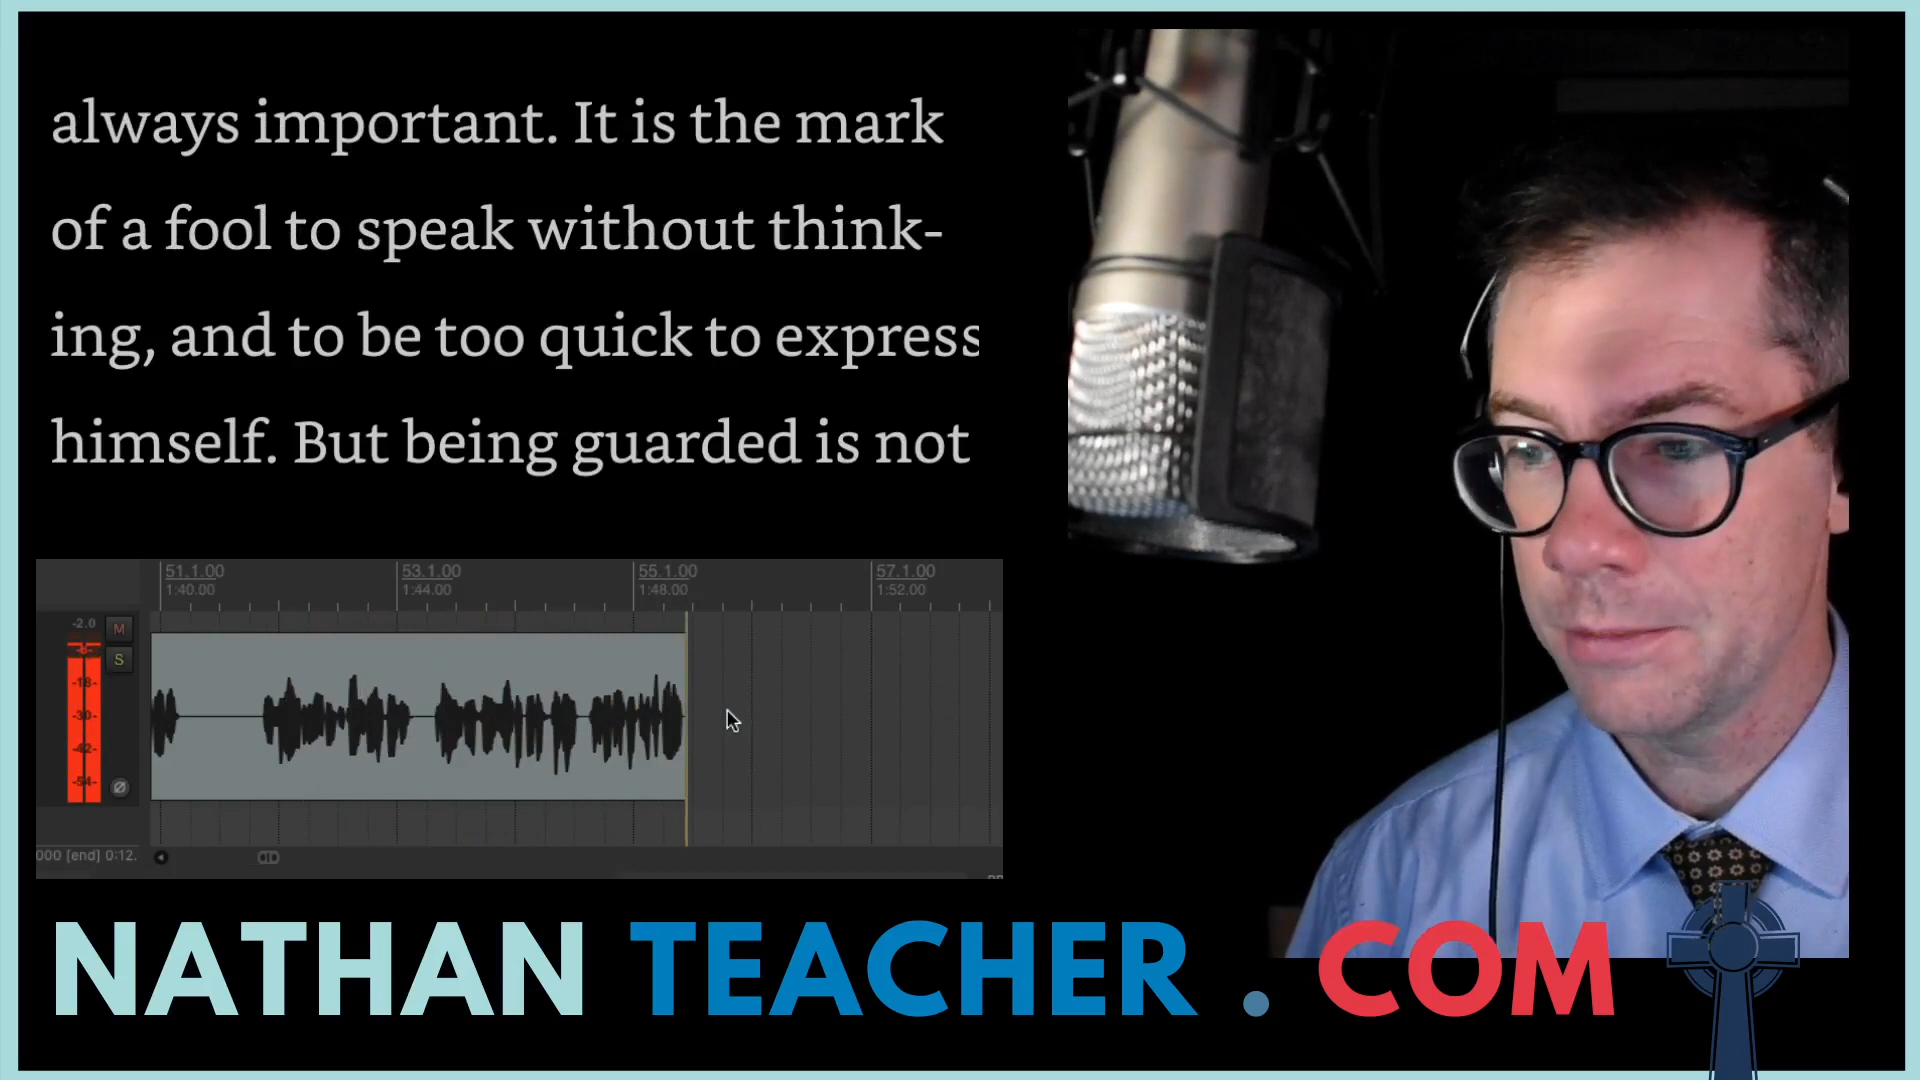 always important. It is the mark
of a fool to speak without think-
ing, and to be too quick to express
himself. But being guarded is not
51.1.00 53.1.00 55.1.00 57.1.00
1:40.00 1:44.00 1:48.00 1:52.00
-2.0 M
-6-
S
-18-
-30-
-42-
-54-
000 [end] 0:12.
NATHAN TEACHER . COM